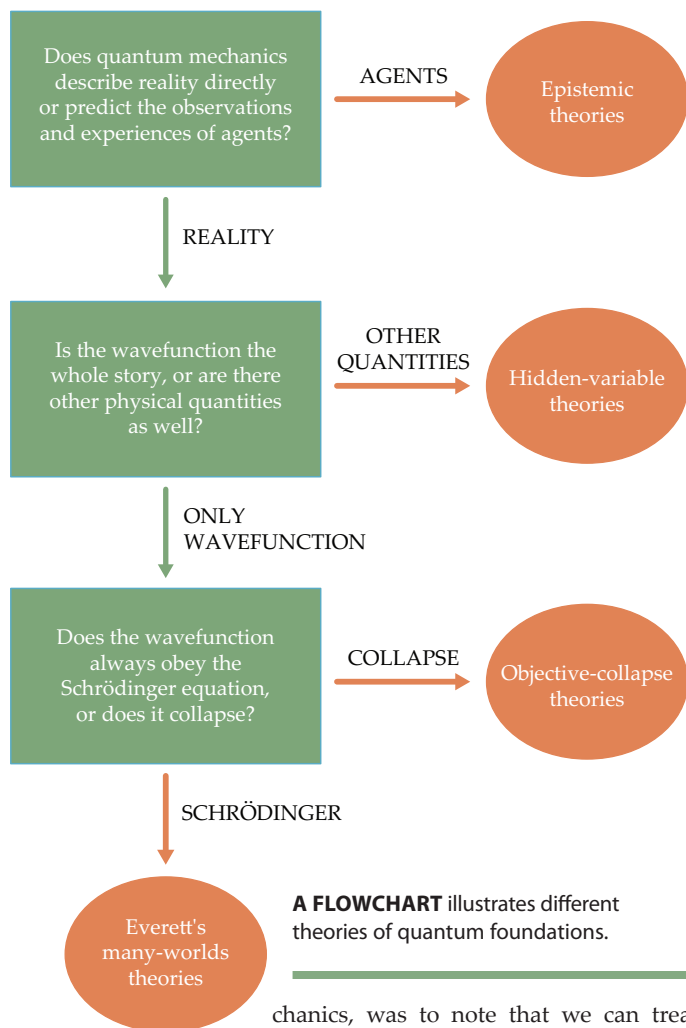 Does quantum mechanics
describe reality directly
or predict the observations
and experiences of agents?
AGENTS
Epistemic
theories
REALITY
Is the wavefunction the
whole story, or are there
other physical quantities
as well?
OTHER
QUANTITIES
Hidden-variable
theories
ONLY
WAVEFUNCTION
Does the wavefunction
always obey the
Schrödinger equation,
or does it collapse?
COLLAPSE
Objective-collapse
theories
SCHRÖDINGER
Everett's
many-worlds
theories
A FLOWCHART illustrates different
theories of quantum foundations.
chanics, was to note that we can trea